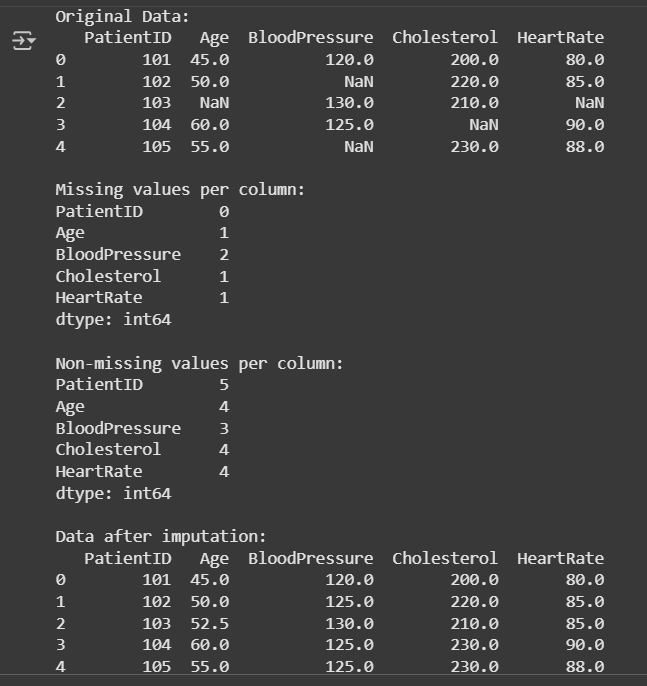 Original Data:
   PatientID   Age  BloodPressure  Cholesterol  HeartRate
0        101  45.0          120.0        200.0       80.0
1        102  50.0            NaN        220.0       85.0
2        103   NaN          130.0        210.0        NaN
3        104  60.0          125.0          NaN       90.0
4        105  55.0            NaN        230.0       88.0
Missing values per column:
PatientID        0
Age              1
BloodPressure    2
Cholesterol      1
HeartRate        1
dtype: int64
Non-missing values per column:
PatientID        5
Age              4
BloodPressure    3
Cholesterol      4
HeartRate        4
dtype: int64
Data after imputation:
   PatientID   Age  BloodPressure  Cholesterol  HeartRate
0        101  45.0          120.0        200.0       80.0
1        102  50.0          125.0        220.0       85.0
2        103  52.5          130.0        210.0       85.0
3        104  60.0          125.0        230.0       90.0
4        105  55.0          125.0        230.0       88.0